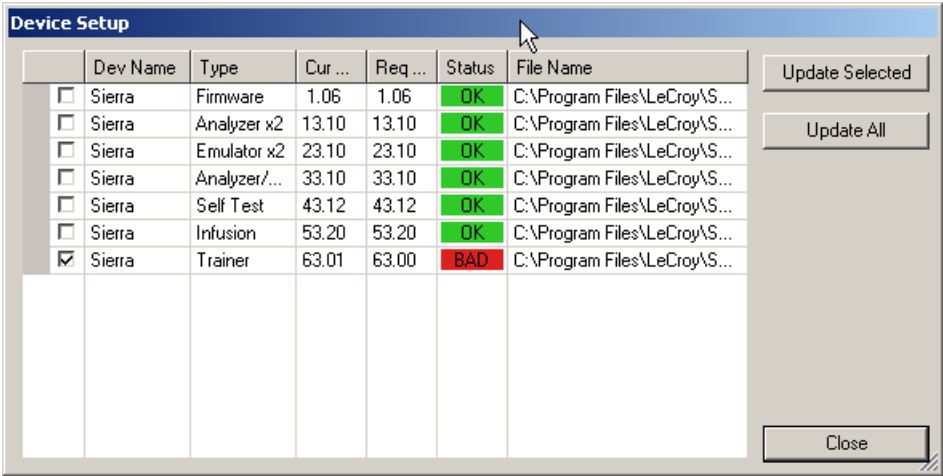 Device Setup
Dev Name Type Cur ... Req ... Status File Name
Sierra Firmware 1.06 1.06 OK C:\Program Files\LeCroy\S...
Sierra Analyzer x2 13.10 13.10 OK C:\Program Files\LeCroy\S...
Sierra Emulator x2 23.10 23.10 OK C:\Program Files\LeCroy\S...
Sierra Analyzer/... 33.10 33.10 OK C:\Program Files\LeCroy\S...
Sierra Self Test 43.12 43.12 OK C:\Program Files\LeCroy\S...
Sierra Infusion 53.20 53.20 OK C:\Program Files\LeCroy\S...
Sierra Trainer 63.01 63.00 BAD C:\Program Files\LeCroy\S...
Update Selected
Update All
Close